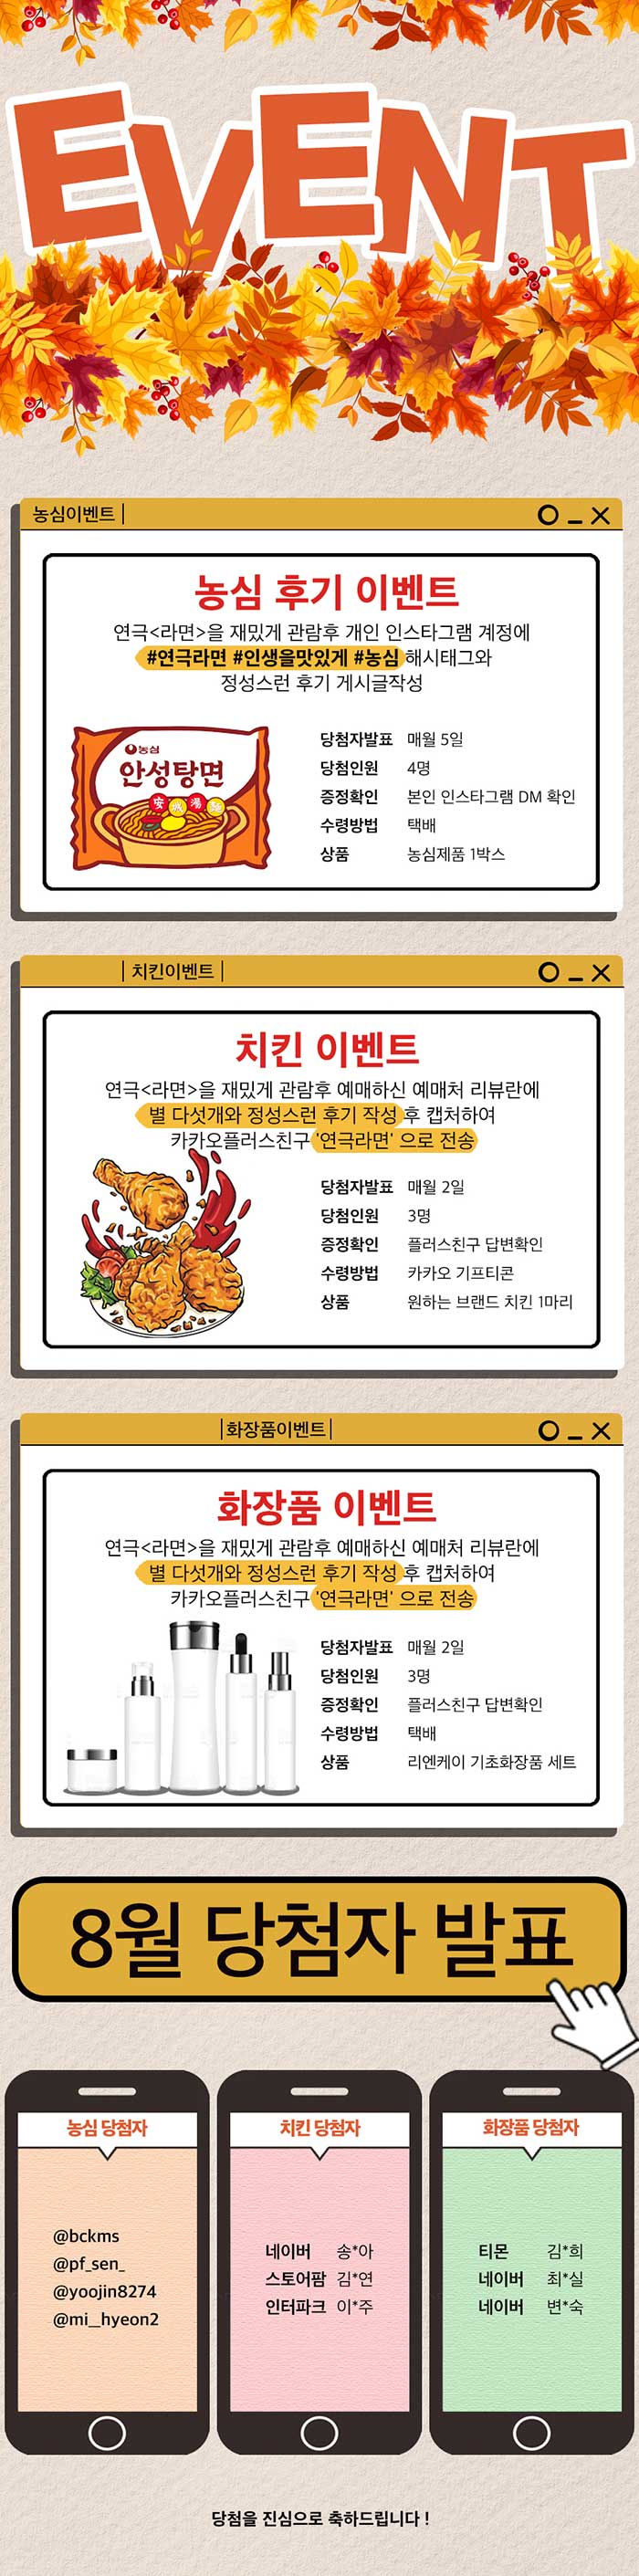 EVENT
농심이벤트
농심 후기 이벤트
연극<라면>을 재밌게 관람후 개인 인스타그램 계정에
#연극라면 #인생을맛있게 #농심 해시태그와
정성스런 후기 게시글작성
농심
안성탕면
安城湯麵
당첨자발표 매월 5일
당첨인원 4명
증정확인 본인 인스타그램 DM 확인
수령방법 택배
상품 농심제품 1박스
치킨이벤트
치킨 이벤트
연극<라면>을 재밌게 관람후 예매하신 예매처 리뷰란에
별 다섯개와 정성스런 후기 작성 후 캡처하여
카카오플러스친구 '연극라면' 으로 전송
당첨자발표 매월 2일
당첨인원 3명
증정확인 플러스친구 답변확인
수령방법 카카오 기프티콘
상품 원하는 브랜드 치킨 1마리
화장품이벤트
화장품 이벤트
연극<라면>을 재밌게 관람후 예매하신 예매처 리뷰란에
별 다섯개와 정성스런 후기 작성 후 캡처하여
카카오플러스친구 '연극라면' 으로 전송
당첨자발표 매월 2일
당첨인원 3명
증정확인 플러스친구 답변확인
수령방법 택배
상품 리엔케이 기초화장품 세트
8월 당첨자 발표
농심 당첨자
@bckms
@pf_sen_
@yoojin8274
@mi__hyeon2
치킨 당첨자
네이버 송*아
스토어팜 김*연
인터파크 이*주
화장품 당첨자
티몬 김*희
네이버 최*실
네이버 변*숙
당첨을 진심으로 축하드립니다 !